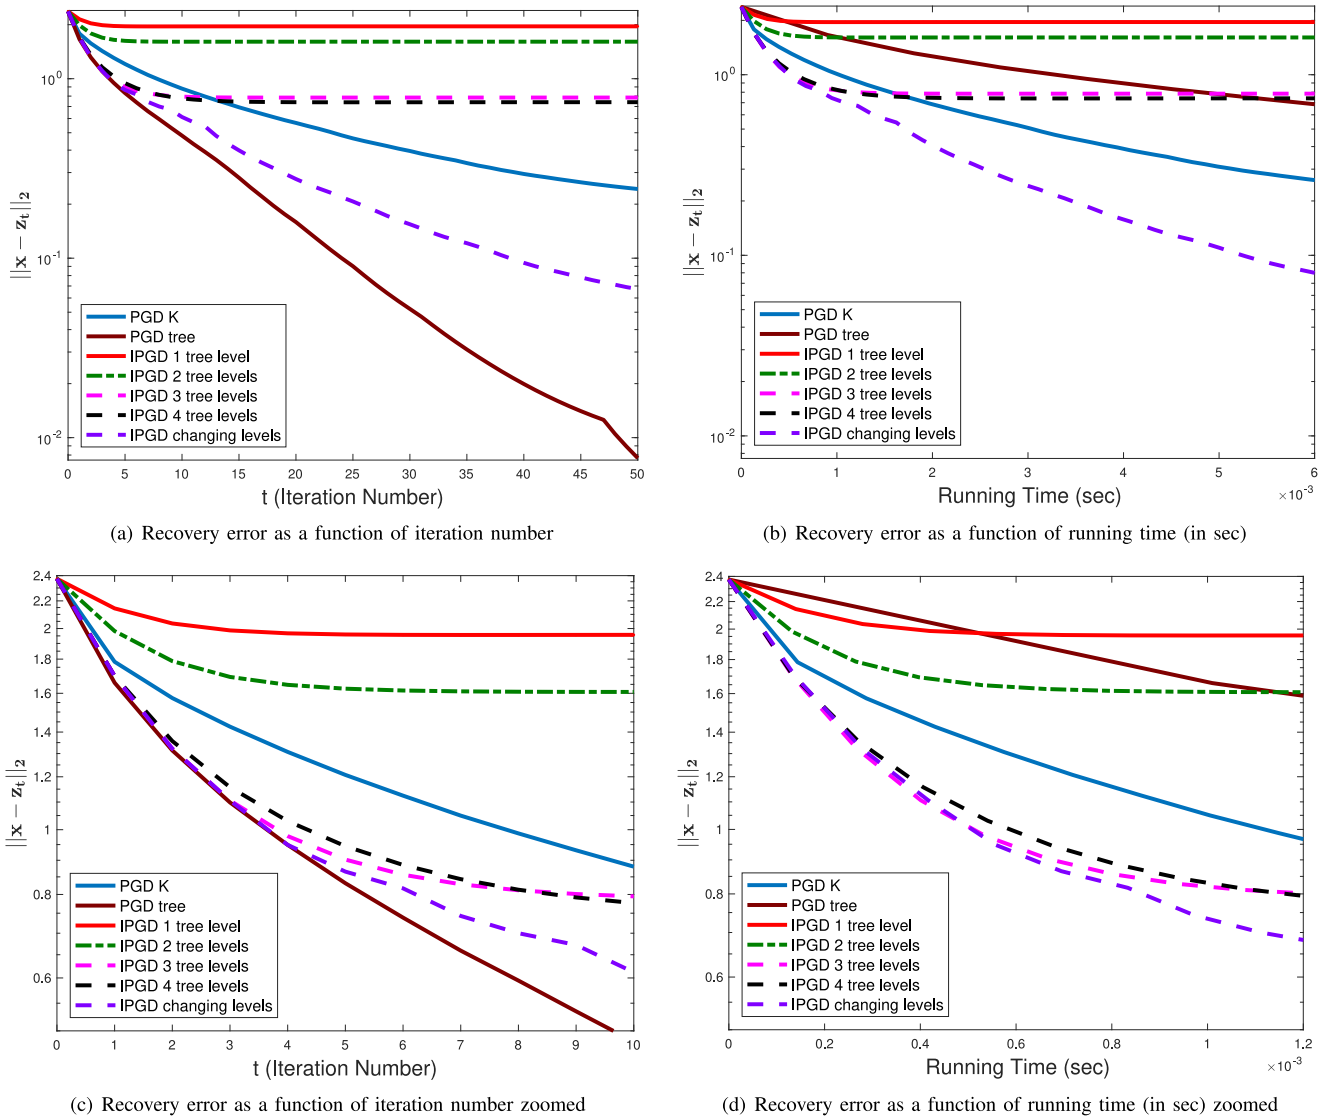 10^0
10^-1
10^-2
||x − z_t||_2
PGD K
PGD tree
IPGD 1 tree level
IPGD 2 tree levels
IPGD 3 tree levels
IPGD 4 tree levels
IPGD changing levels
0 5 10 15 20 25 30 35 40 45 50
t (Iteration Number)
(a) Recovery error as a function of iteration number
10^0
10^-1
10^-2
||x − z_t||_2
PGD K
PGD tree
IPGD 1 tree level
IPGD 2 tree levels
IPGD 3 tree levels
IPGD 4 tree levels
IPGD changing levels
0 1 2 3 4 5 6
Running Time (sec)
×10^-3
(b) Recovery error as a function of running time (in sec)
2.4
2.2
2
1.8
1.6
1.4
1.2
1
0.8
0.6
||x − z_t||_2
PGD K
PGD tree
IPGD 1 tree level
IPGD 2 tree levels
IPGD 3 tree levels
IPGD 4 tree levels
IPGD changing levels
0 1 2 3 4 5 6 7 8 9 10
t (Iteration Number)
(c) Recovery error as a function of iteration number zoomed
2.4
2.2
2
1.8
1.6
1.4
1.2
1
0.8
0.6
||x − z_t||_2
PGD K
PGD tree
IPGD 1 tree level
IPGD 2 tree levels
IPGD 3 tree levels
IPGD 4 tree levels
IPGD changing levels
0 0.2 0.4 0.6 0.8 1 1.2
Running Time (sec)
×10^-3
(d) Recovery error as a function of running time (in sec) zoomed